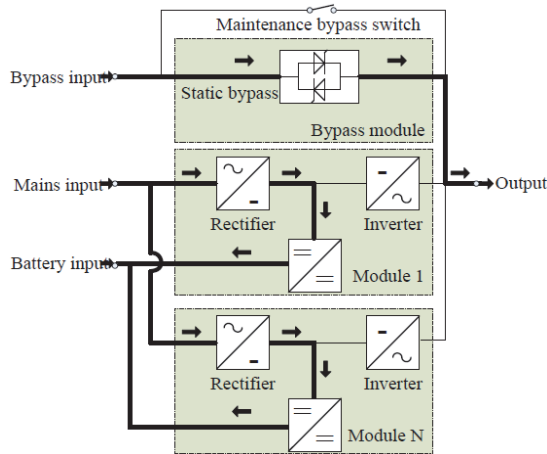 Maintenance bypass switch
Bypass input
Static bypass
Bypass module
Mains input
Output
Rectifier
Inverter
Battery input
Module 1
Rectifier
Inverter
Module N